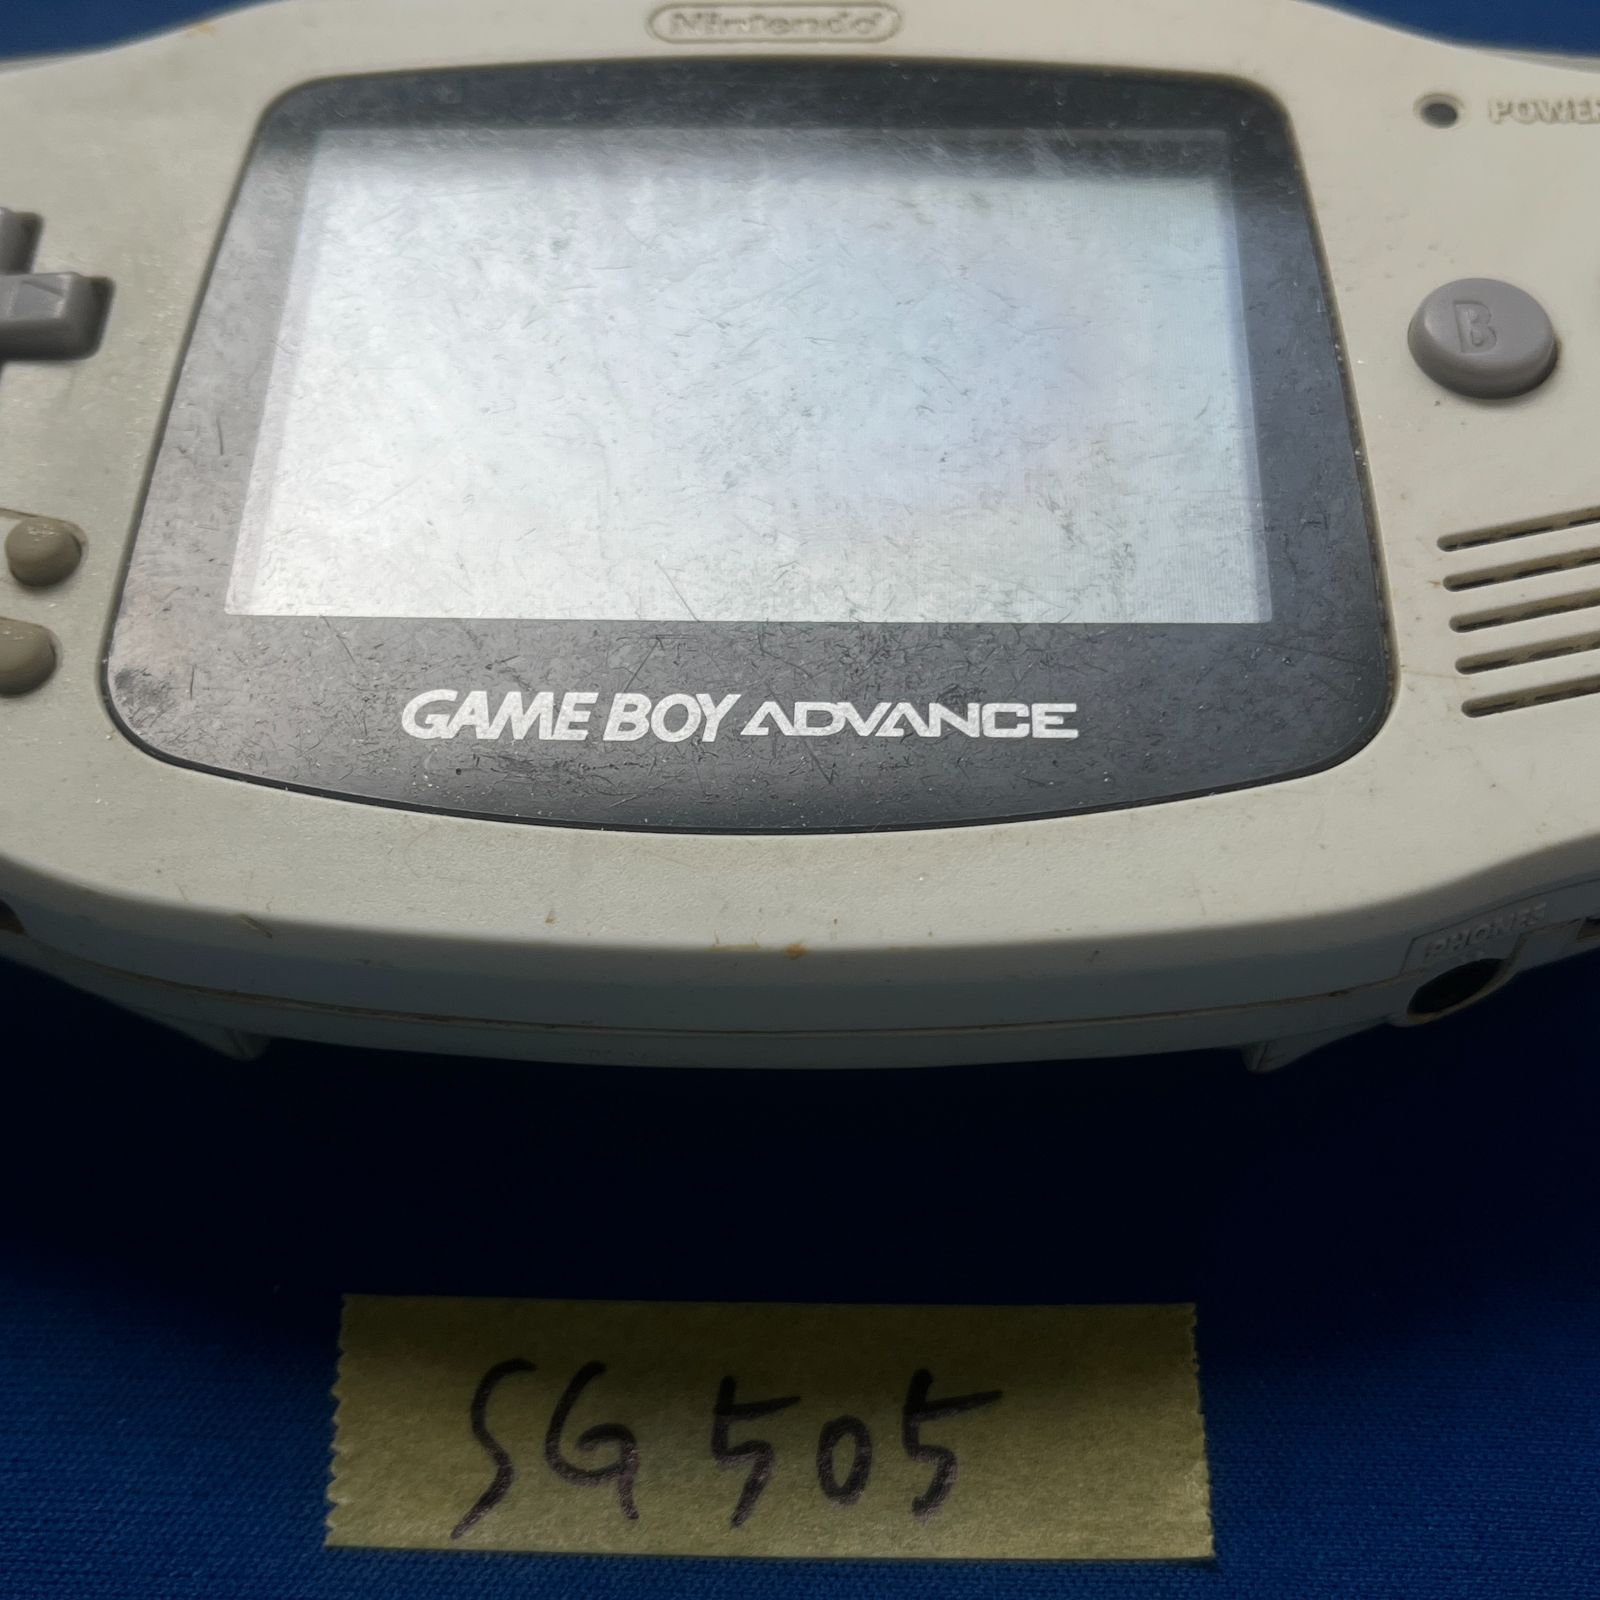 Nintendo
POWER
B
GAME BOY ADVANCE
PHONES
SG505